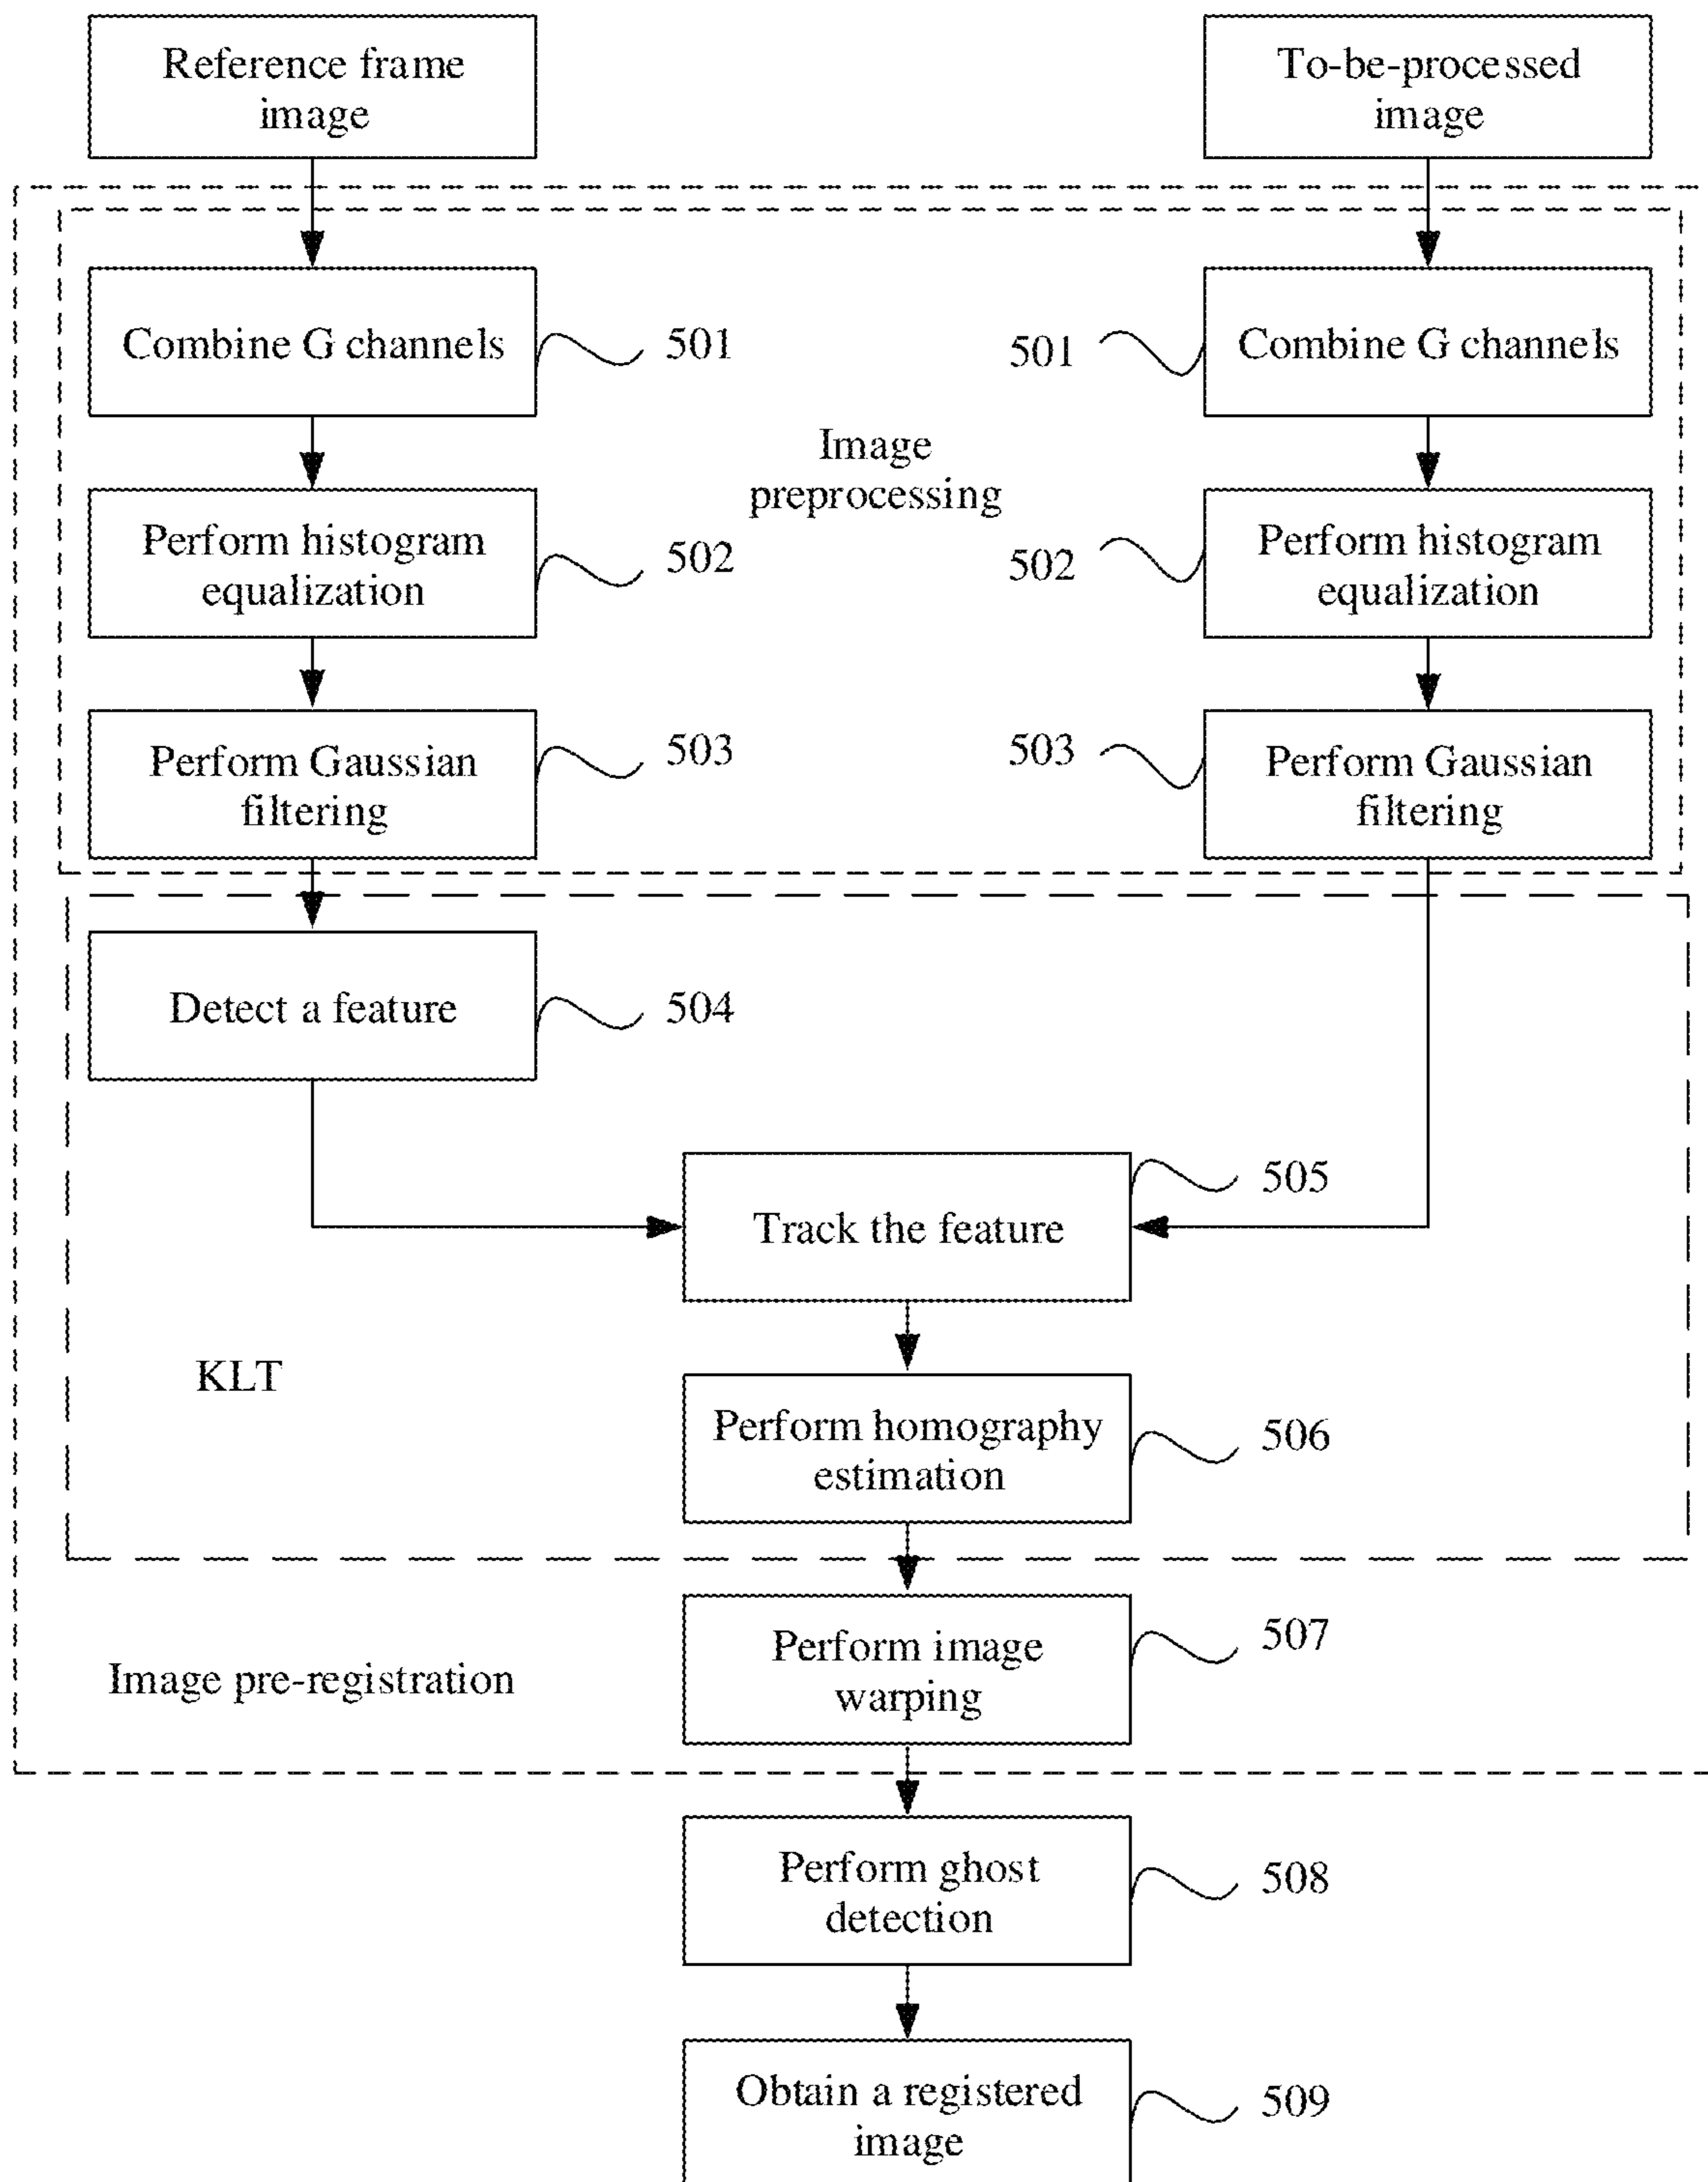 Reference frame
image
To-be-processed
image
Combine G channels
501
501
Combine G channels
Image
preprocessing
Perform histogram
equalization
502
502
Perform histogram
equalization
Perform Gaussian
filtering
503
503
Perform Gaussian
filtering
Detect a feature
504
Track the feature
505
KLT
Perform homography
estimation
506
Image pre-registration
Perform image
warping
507
Perform ghost
detection
508
Obtain a registered
image
509